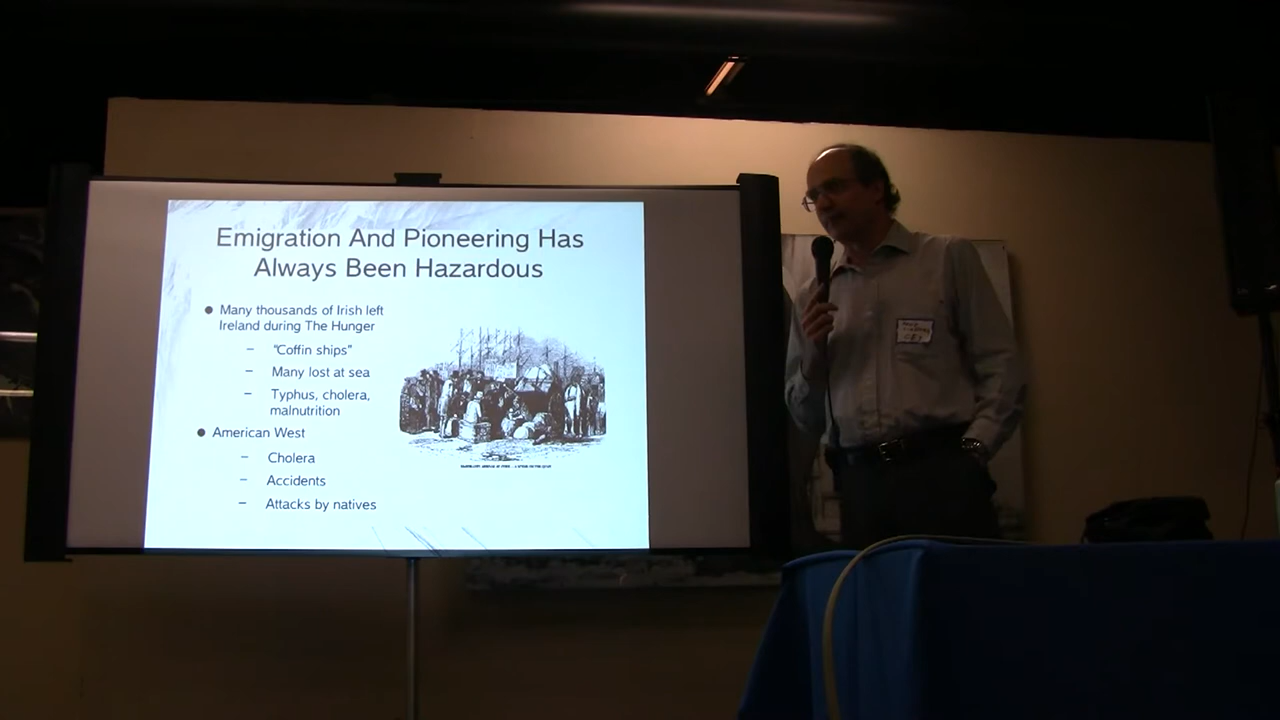 Emigration And Pioneering Has
Always Been Hazardous
● Many thousands of Irish left
Ireland during The Hunger
– "Coffin ships"
– Many lost at sea
– Typhus, cholera,
malnutrition
● American West
– Cholera
– Accidents
– Attacks by natives